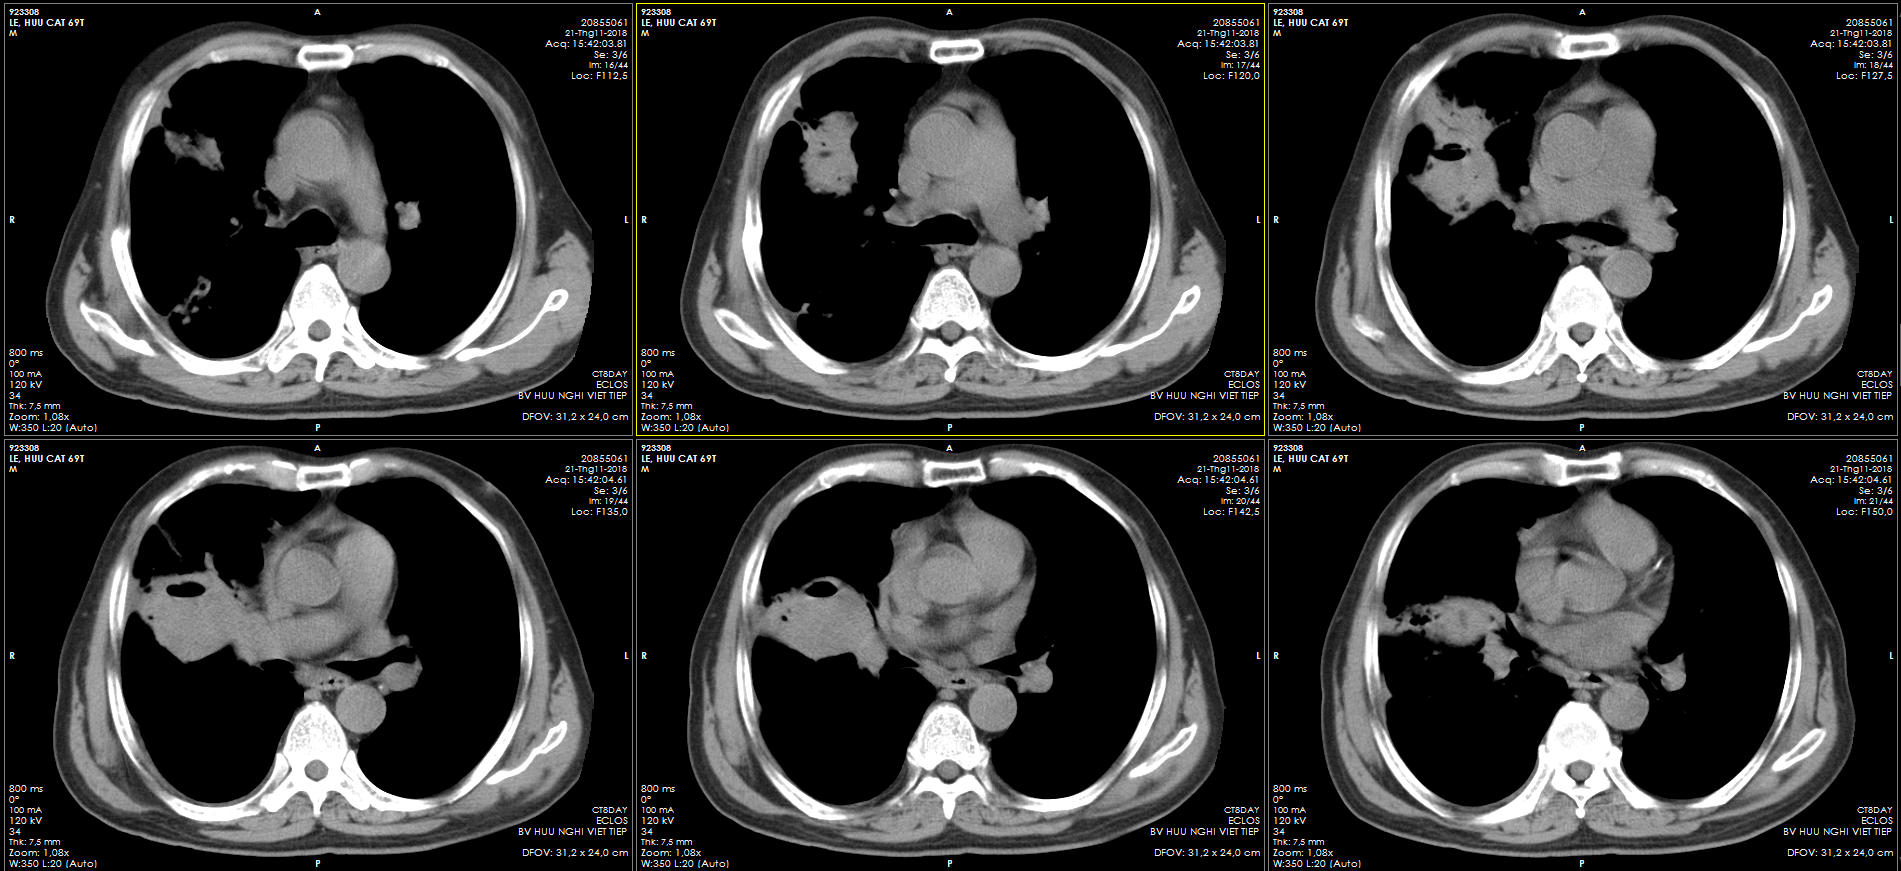 923308
LE, HUU CAT 69T
M
A
20855061
21-Thg11-2018
Acq: 15:42:03.81
Se: 3/6
Im: 16/44
Loc: F112,5
R
L
800 ms
0°
100 mA
120 kV
34
Thk: 7,5 mm
Zoom: 1,08x
W:350 L:20 (Auto)
P
CT8DAY
ECLOS
BV HUU NGHI VIET TIEP
DFOV: 31,2 x 24,0 cm
923308
LE, HUU CAT 69T
M
A
20855061
21-Thg11-2018
Acq: 15:42:03.81
Se: 3/6
Im: 17/44
Loc: F120,0
R
L
800 ms
0°
100 mA
120 kV
34
Thk: 7,5 mm
Zoom: 1,08x
W:350 L:20 (Auto)
P
CT8DAY
ECLOS
BV HUU NGHI VIET TIEP
DFOV: 31,2 x 24,0 cm
923308
LE, HUU CAT 69T
M
A
20855061
21-Thg11-2018
Acq: 15:42:03.81
Se: 3/6
Im: 18/44
Loc: F127,5
R
L
800 ms
0°
100 mA
120 kV
34
Thk: 7,5 mm
Zoom: 1,08x
W:350 L:20 (Auto)
P
CT8DAY
ECLOS
BV HUU NGHI VIET TIEP
DFOV: 31,2 x 24,0 cm
923308
LE, HUU CAT 69T
M
A
20855061
21-Thg11-2018
Acq: 15:42:04.61
Se: 3/6
Im: 19/44
Loc: F135,0
R
L
800 ms
0°
100 mA
120 kV
34
Thk: 7,5 mm
Zoom: 1,08x
W:350 L:20 (Auto)
P
CT8DAY
ECLOS
BV HUU NGHI VIET TIEP
DFOV: 31,2 x 24,0 cm
923308
LE, HUU CAT 69T
M
A
20855061
21-Thg11-2018
Acq: 15:42:04.61
Se: 3/6
Im: 20/44
Loc: F142,5
R
L
800 ms
0°
100 mA
120 kV
34
Thk: 7,5 mm
Zoom: 1,08x
W:350 L:20 (Auto)
P
CT8DAY
ECLOS
BV HUU NGHI VIET TIEP
DFOV: 31,2 x 24,0 cm
923308
LE, HUU CAT 69T
M
A
20855061
21-Thg11-2018
Acq: 15:42:04.61
Se: 3/6
Im: 21/44
Loc: F150,0
R
L
800 ms
0°
100 mA
120 kV
34
Thk: 7,5 mm
Zoom: 1,08x
W:350 L:20 (Auto)
P
CT8DAY
ECLOS
BV HUU NGHI VIET TIEP
DFOV: 31,2 x 24,0 cm